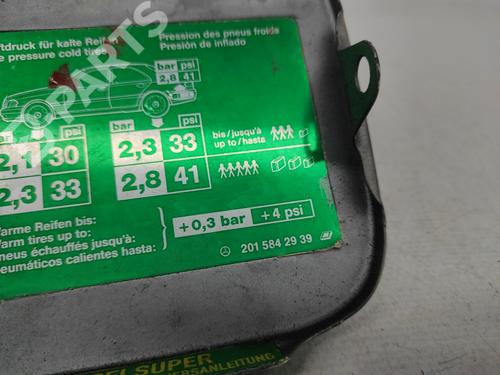 ftdruck für kalte Reifen
e pressure cold tires
Pression des pneus froids
Presión de inflado
bar psi
2,8 41
psi
bar psi
2,1 30
2,3 33
bis/jusqu'à
up to/hasta
2,3 33
2,8 41
arme Reifen bis:
arm tires up to:
neus échauffés jusqu'à:
eumáticos calientes hasta:
+0,3 bar +4 psi
201 584 29 39
SUPER
SANLEITUNG
PARTS